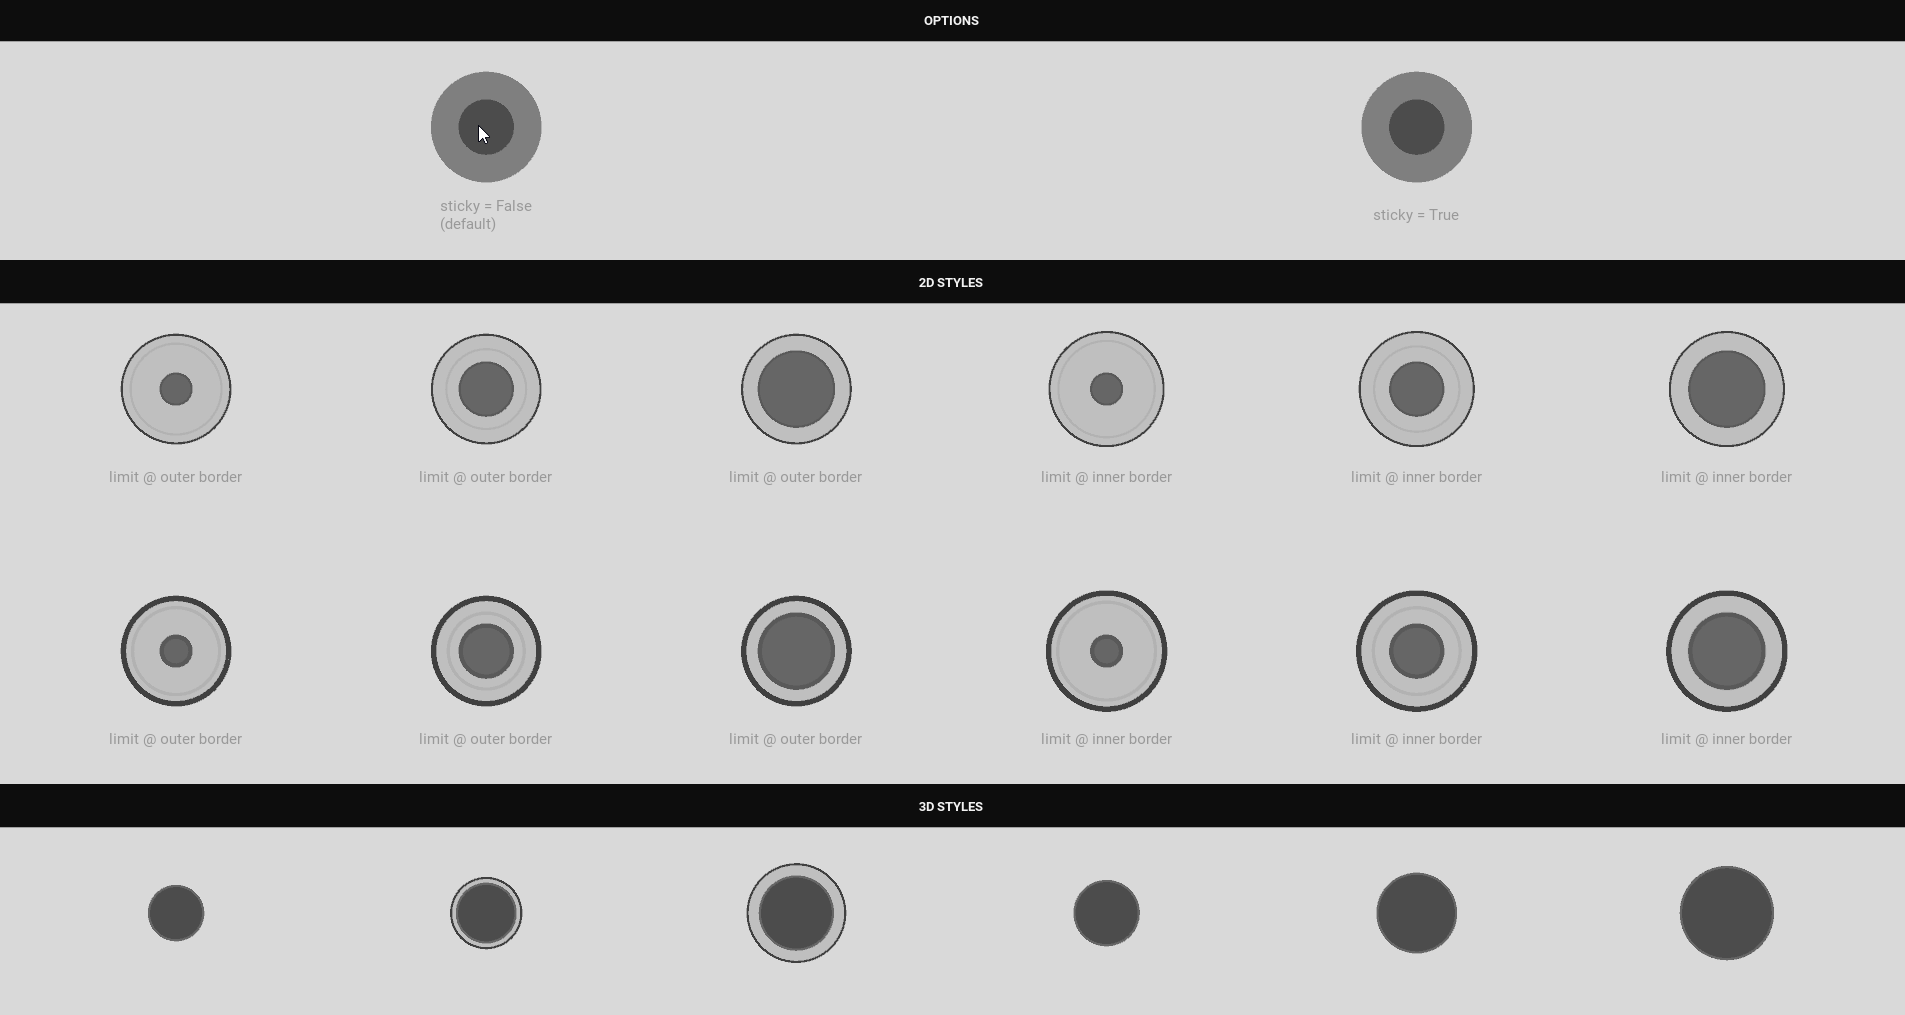 OPTIONS
sticky = False
(default)
sticky = True
2D STYLES
limit @ outer border
limit @ outer border
limit @ outer border
limit @ inner border
limit @ inner border
limit @ inner border
limit @ outer border
limit @ outer border
limit @ outer border
limit @ inner border
limit @ inner border
limit @ inner border
3D STYLES